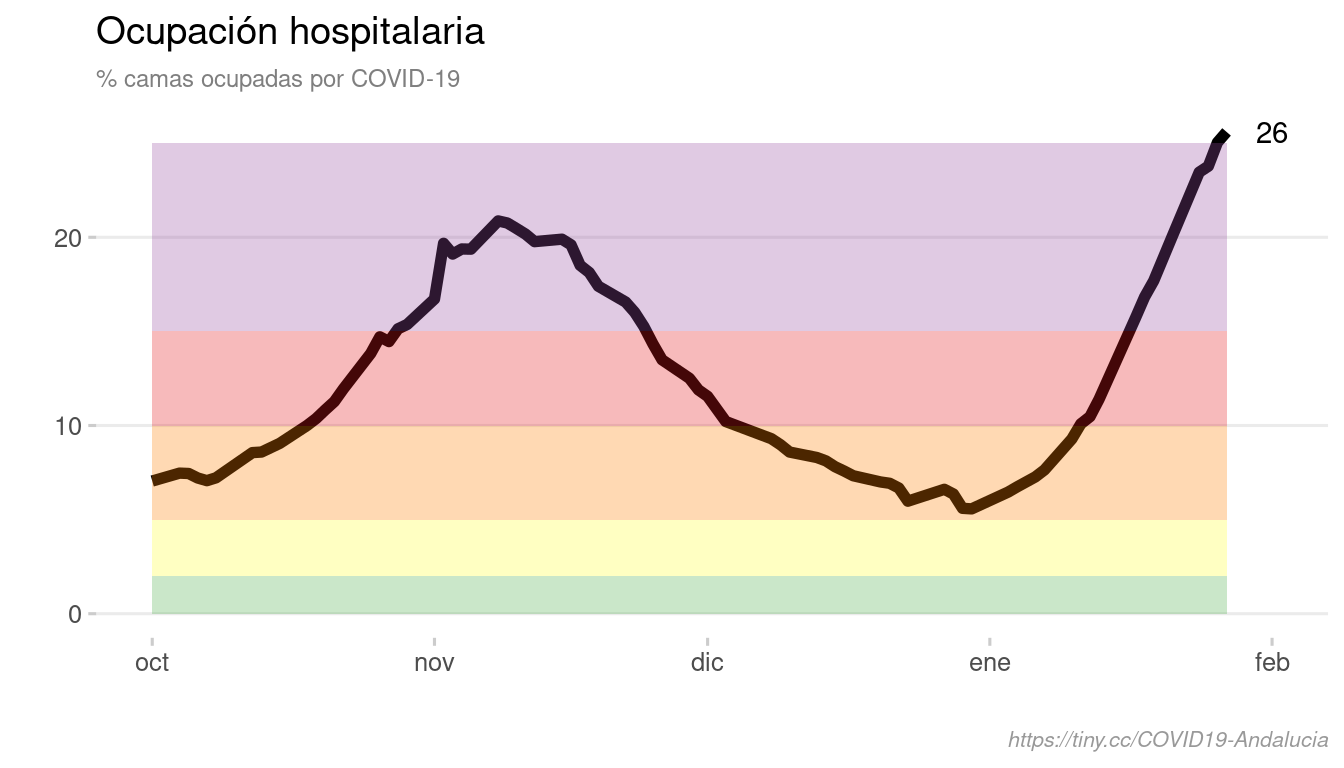 Ocupación hospitalaria
% camas ocupadas por COVID-19
26
20
10
0
oct nov dic ene feb
https://tiny.cc/COVID19-Andalucia